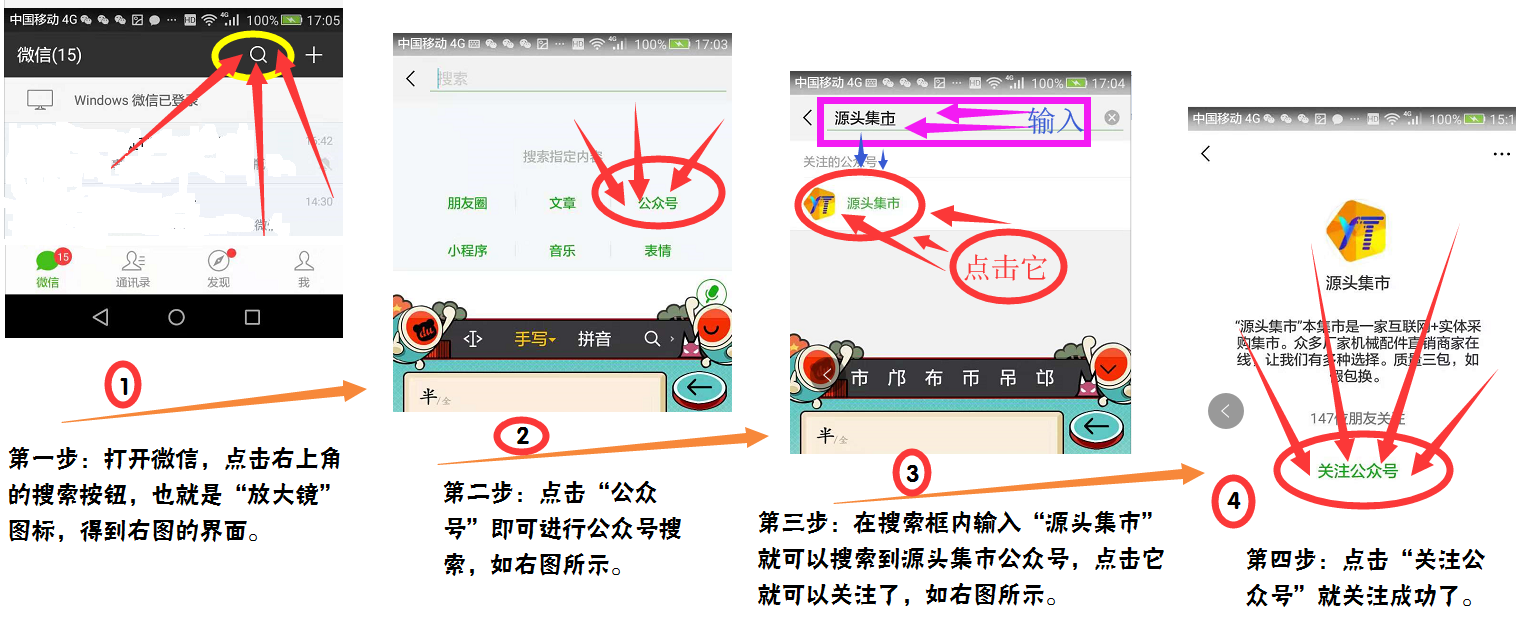 中国移动 4G HD 4G 100% 17:05
微信(15)
Windows 微信已登录
14:30
15
微信
通讯录
发现
我
1
第一步：打开微信，点击右上角
的搜索按钮，也就是“放大镜”
图标，得到右图的界面。
中国移动 4G HD 4G 100% 17:03
搜索
搜索指定内容
朋友圈
文章
公众号
小程序
音乐
表情
du
手写
拼音
半/全
2
第二步：点击“公众
号”即可进行公众号搜
索，如右图所示。
中国移动 4G HD 4G 100% 17:04
源头集市
输入
关注的公众号
YT
源头集市
点击它
市 邝 布 币 吊 邙
半/全
3
第三步：在搜索框内输入“源头集市”
就可以搜索到源头集市公众号，点击它
就可以关注了，如右图所示。
中国移动 4G HD 4G 100% 15:1
YT
源头集市
“源头集市”本集市是一家互联网+实体采
购集市。众多厂家机械配件直销商家在
线，让我们有多种选择。质量三包，如
假包换。
147位朋友关注
关注公众号
4
第四步：点击“关注公
众号”就关注成功了。